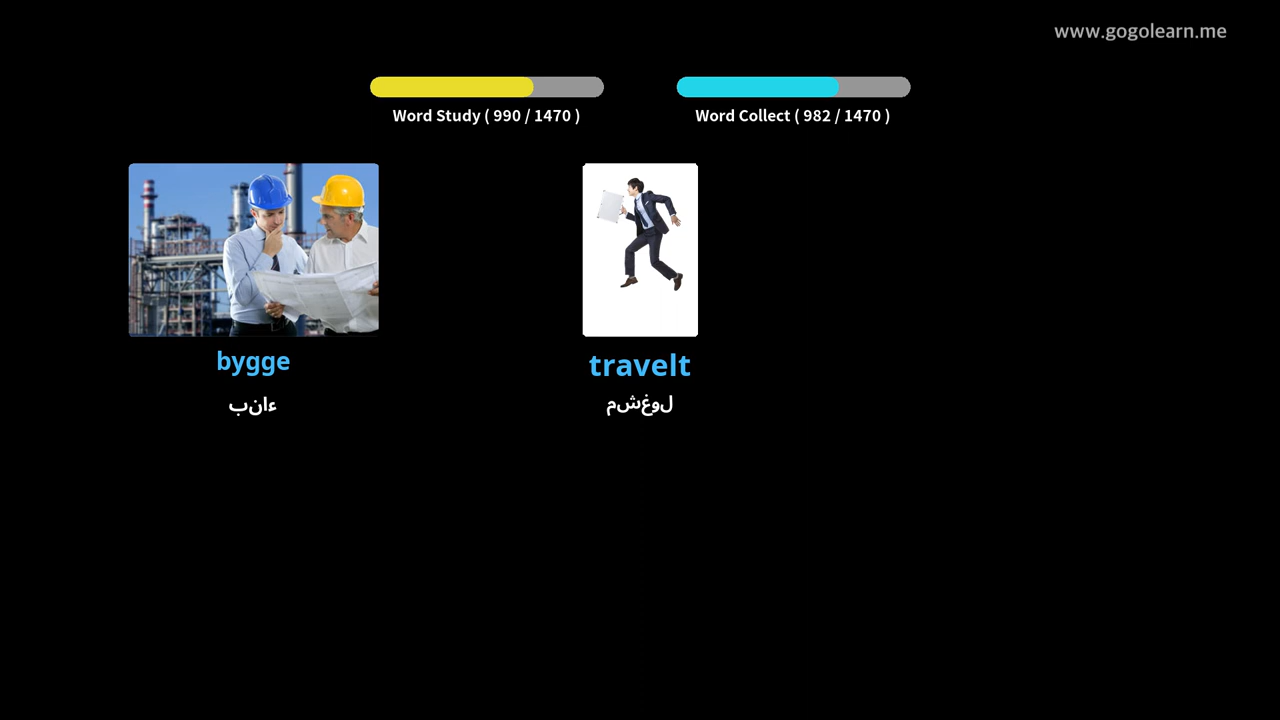 www.gogolearn.me
Word Study ( 990 / 1470 )
Word Collect ( 982 / 1470 )
bygge
ءانب
travelt
لوغشم